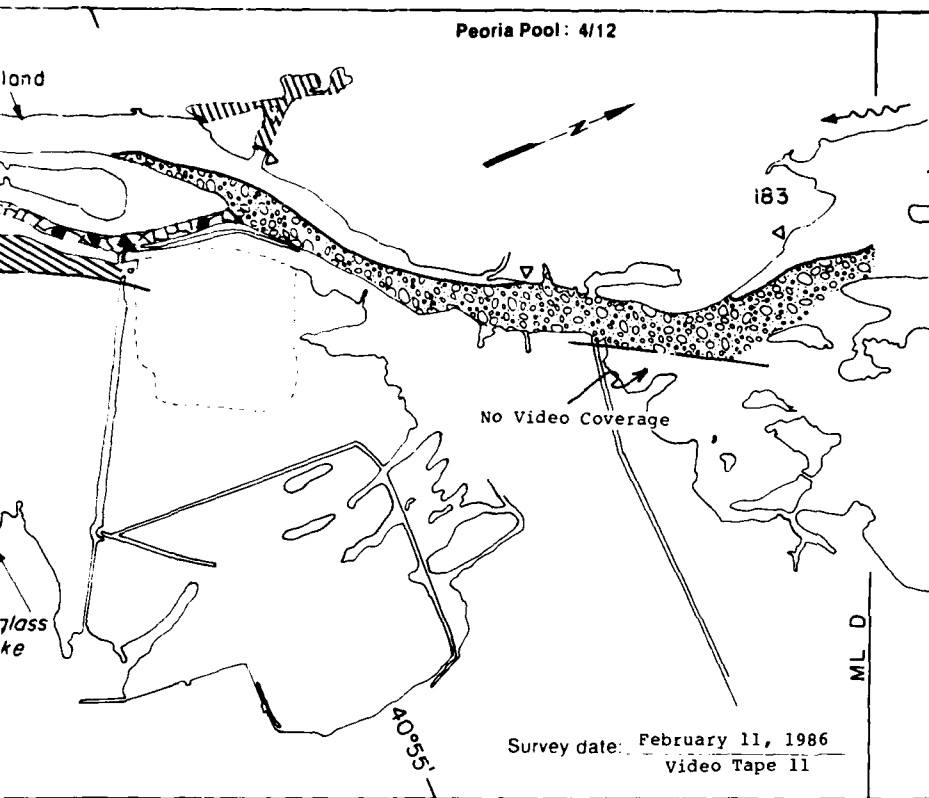 Peoria Pool: 4/12
land
N
183
No Video Coverage
glass
ke
ML D
40°55'
Survey date: February 11, 1986
Video Tape 11